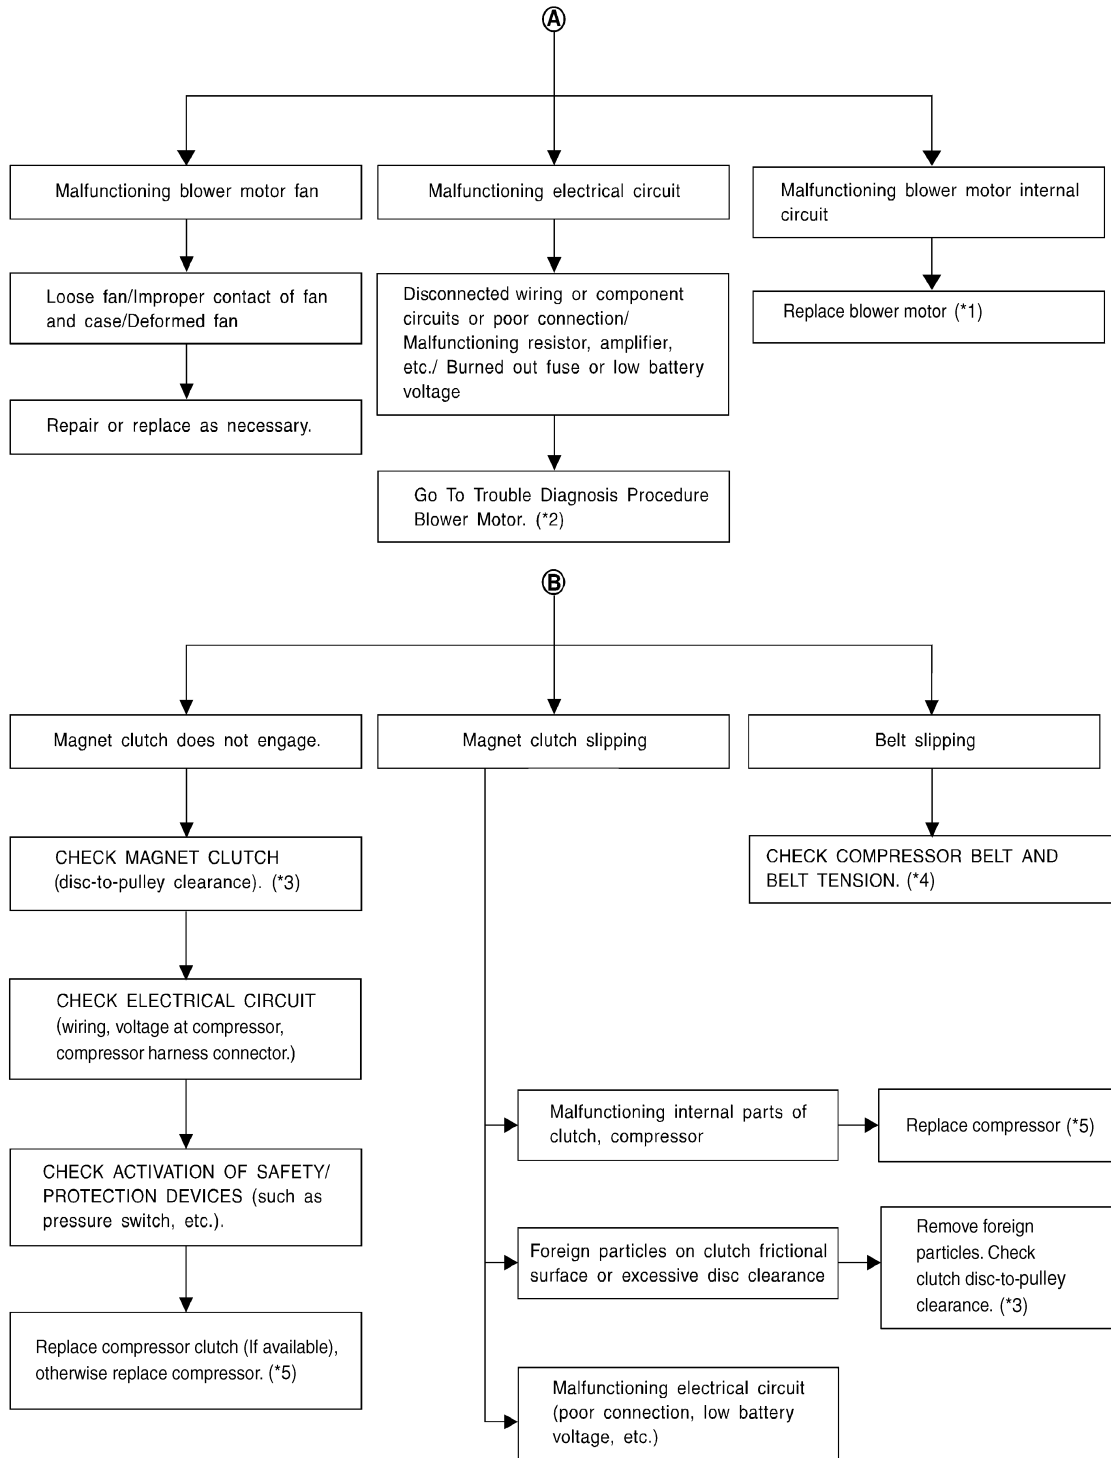 A
Malfunctioning blower motor fan
Malfunctioning electrical circuit
Malfunctioning blower motor internal
circuit
Loose fan/Improper contact of fan
and case/Deformed fan
Disconnected wiring or component
circuits or poor connection/
Malfunctioning resistor, amplifier,
etc./ Burned out fuse or low battery
voltage
Replace blower motor (*1)
Repair or replace as necessary.
Go To Trouble Diagnosis Procedure
Blower Motor. (*2)
B
Magnet clutch does not engage.
Magnet clutch slipping
Belt slipping
CHECK MAGNET CLUTCH
(disc-to-pulley clearance). (*3)
CHECK COMPRESSOR BELT AND
BELT TENSION. (*4)
CHECK ELECTRICAL CIRCUIT
(wiring, voltage at compressor,
compressor harness connector.)
CHECK ACTIVATION OF SAFETY/
PROTECTION DEVICES (such as
pressure switch, etc.).
Replace compressor clutch (If available),
otherwise replace compressor. (*5)
Malfunctioning internal parts of
clutch, compressor
Replace compressor (*5)
Foreign particles on clutch frictional
surface or excessive disc clearance
Remove foreign
particles. Check
clutch disc-to-pulley
clearance. (*3)
Malfunctioning electrical circuit
(poor connection, low battery
voltage, etc.)